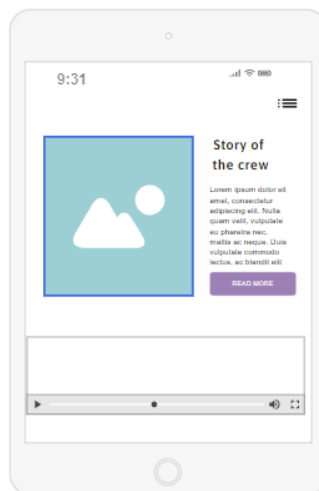 9:31
Story of
the crew
Lorem ipsum dolor sit
amet, consectetur
adipiscing elit. Nulla
quam velit, vulputate
eu pharetra nec,
mattis ac neque. Duis
vulputate commodo
lectus, ac blandit elit
READ MORE